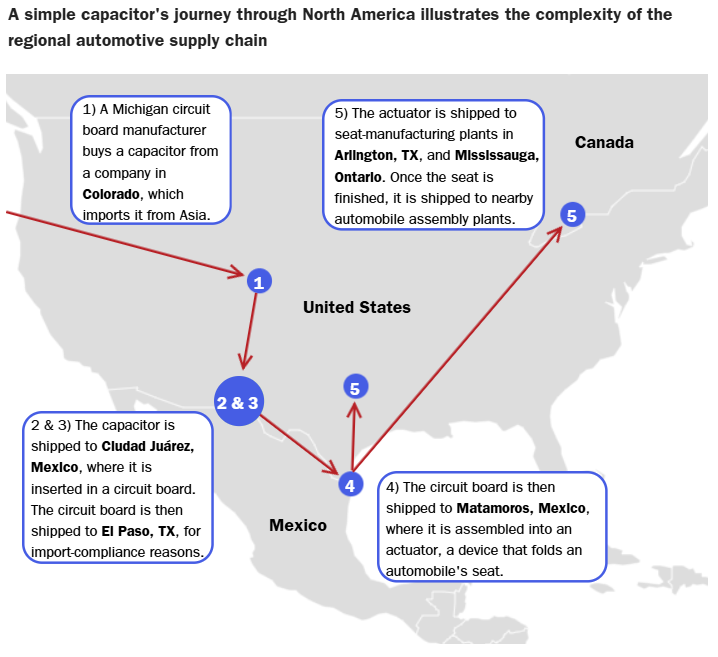 A simple capacitor's journey through North America illustrates the complexity of the
regional automotive supply chain
1) A Michigan circuit
board manufacturer
buys a capacitor from
a company in
Colorado, which
imports it from Asia.
5) The actuator is shipped to
seat-manufacturing plants in
Arlington, TX, and Mississauga,
Ontario. Once the seat is
finished, it is shipped to nearby
automobile assembly plants.
Canada
5
1
United States
5
2 & 3
2 & 3) The capacitor is
shipped to Ciudad Juárez,
Mexico, where it is
inserted in a circuit board.
The circuit board is then
shipped to El Paso, TX, for
import-compliance reasons.
4
Mexico
4) The circuit board is then
shipped to Matamoros, Mexico,
where it is assembled into an
actuator, a device that folds an
automobile's seat.